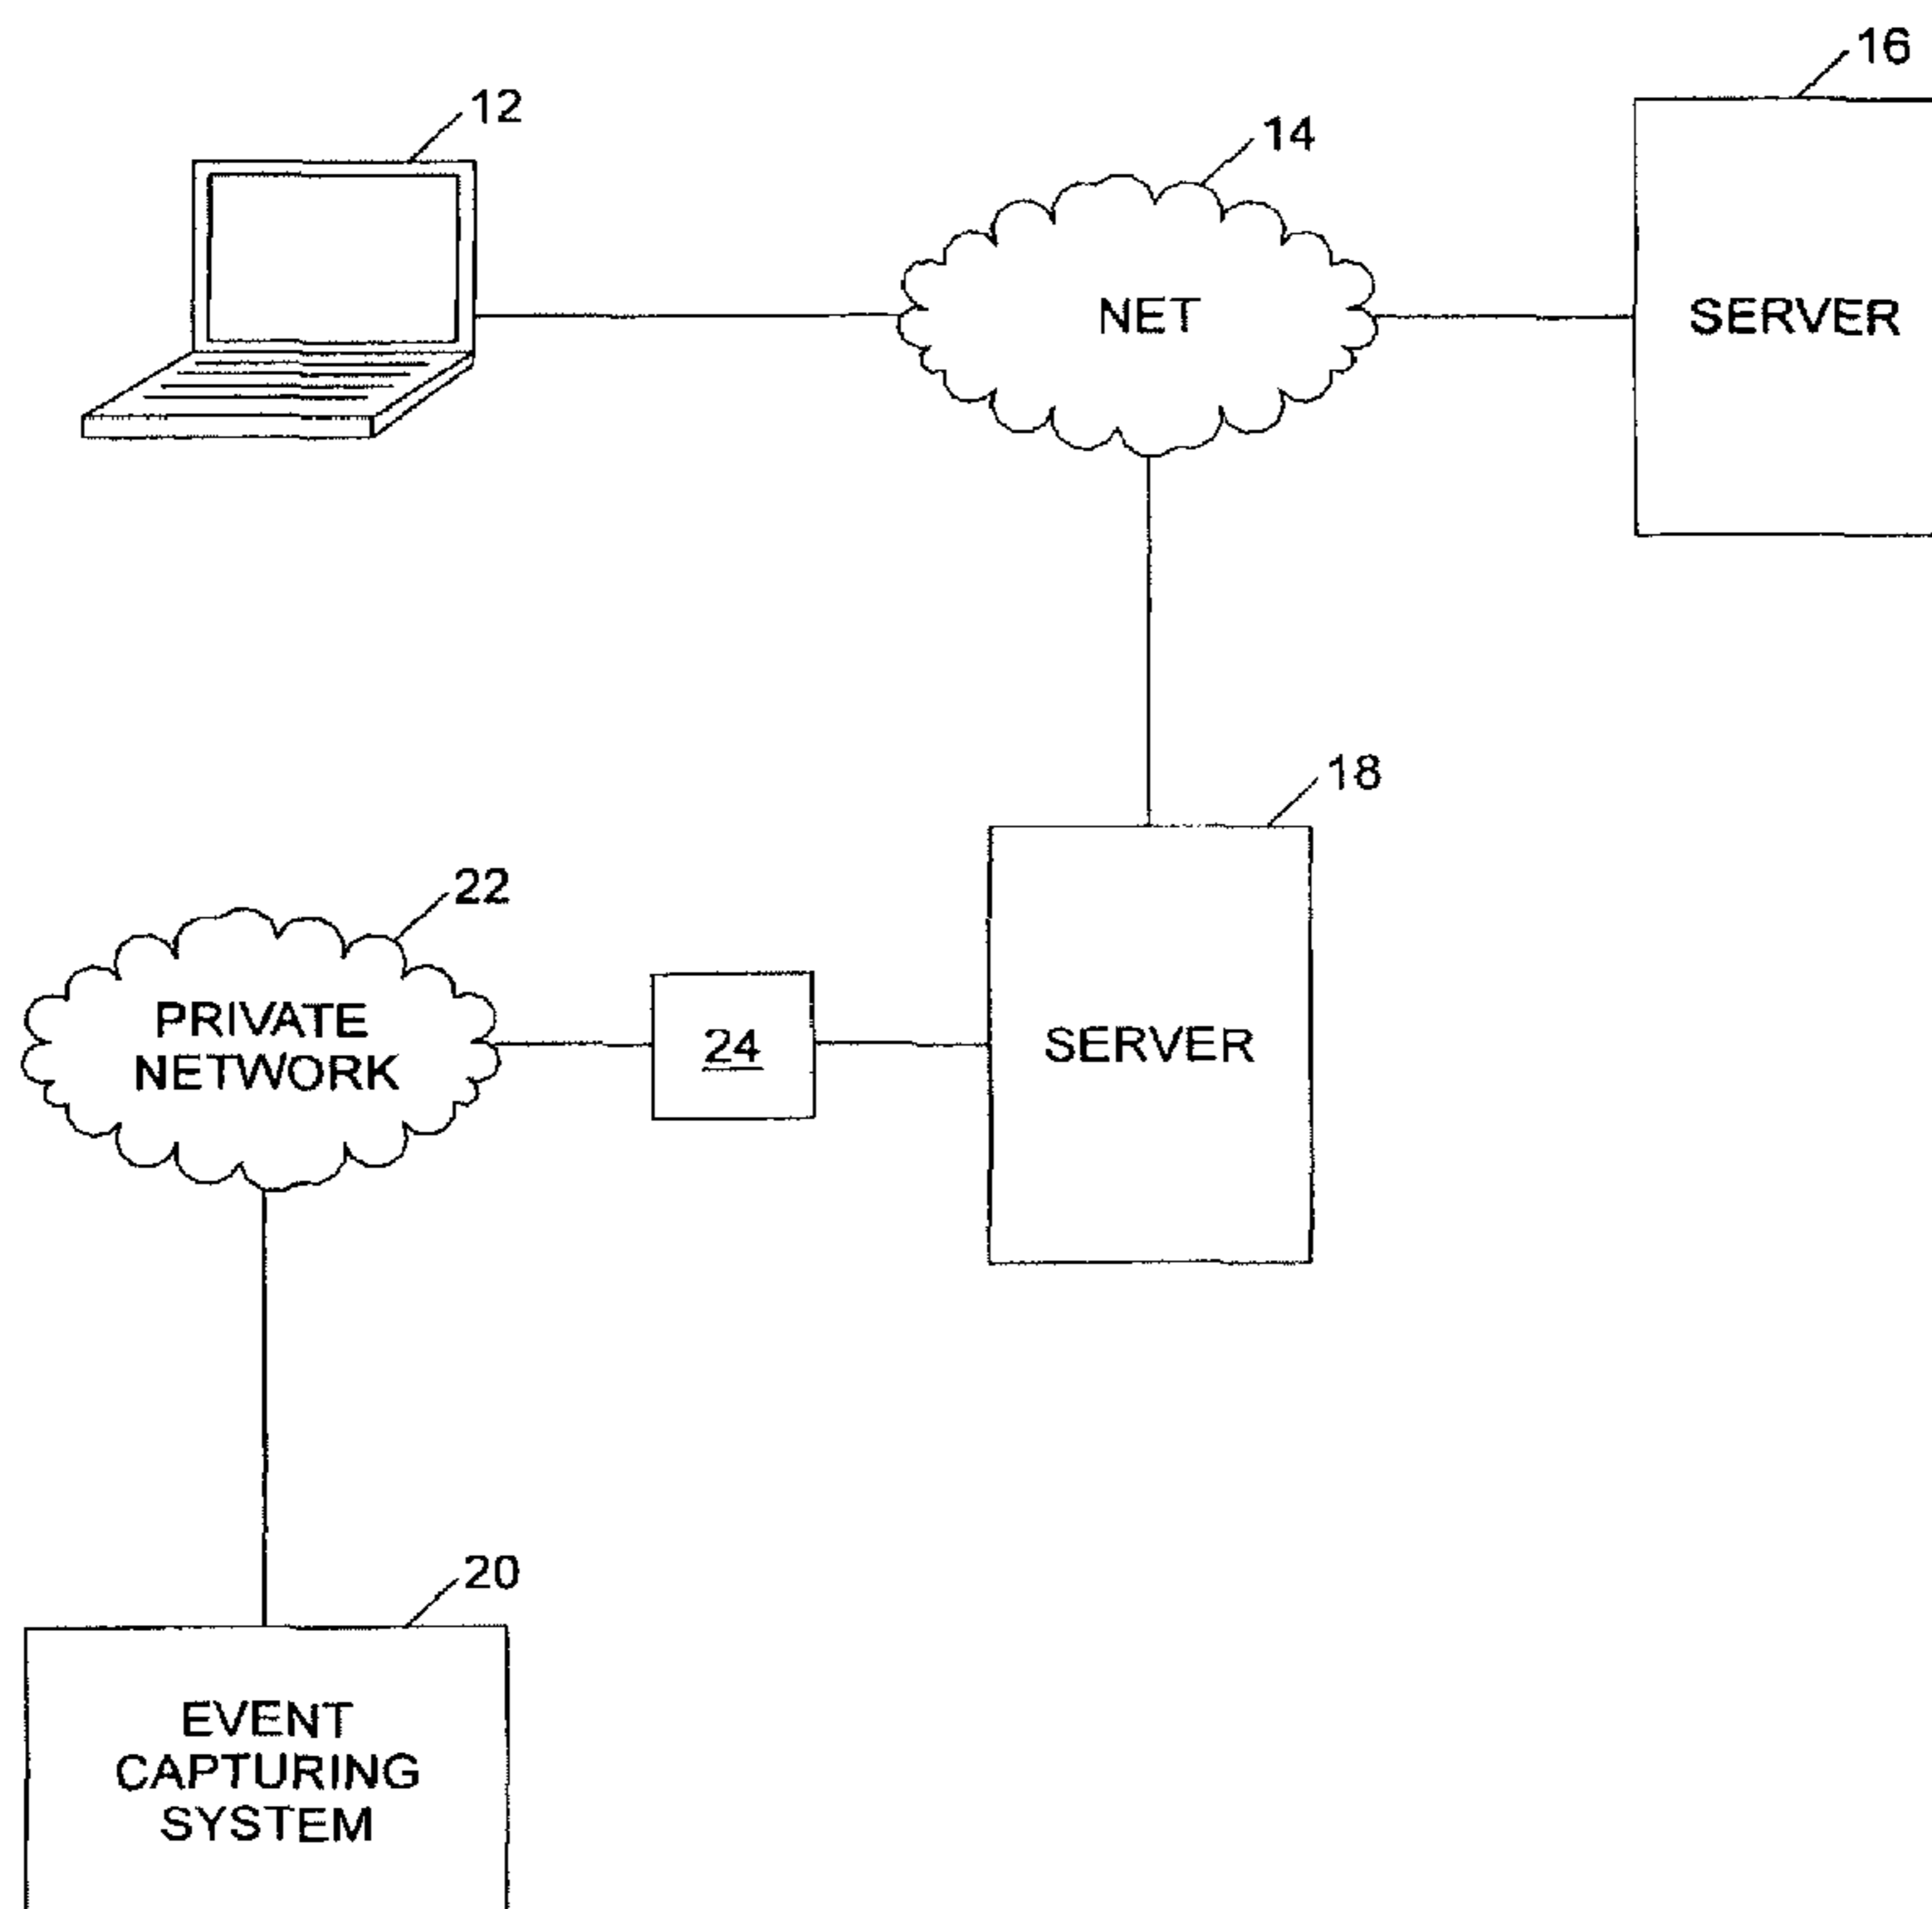 16
12
14
NET
SERVER
18
22
PRIVATE
NETWORK
24
SERVER
20
EVENT
CAPTURING
SYSTEM